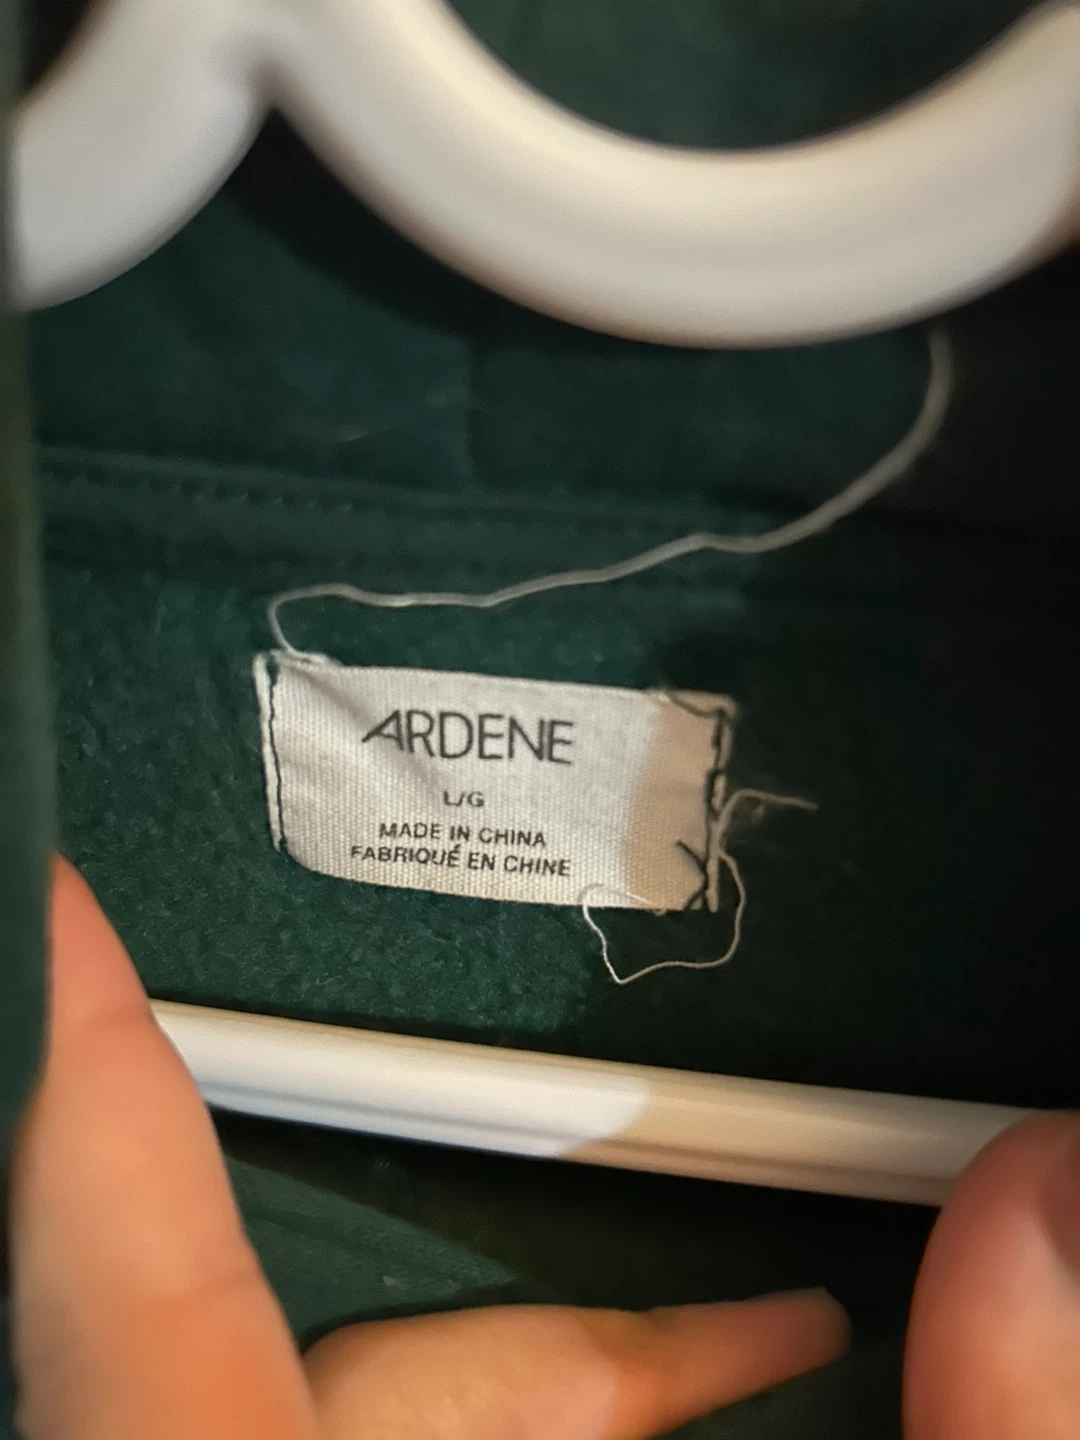 ARDENE
L/G
MADE IN CHINA
FABRIQUÉ EN CHINE